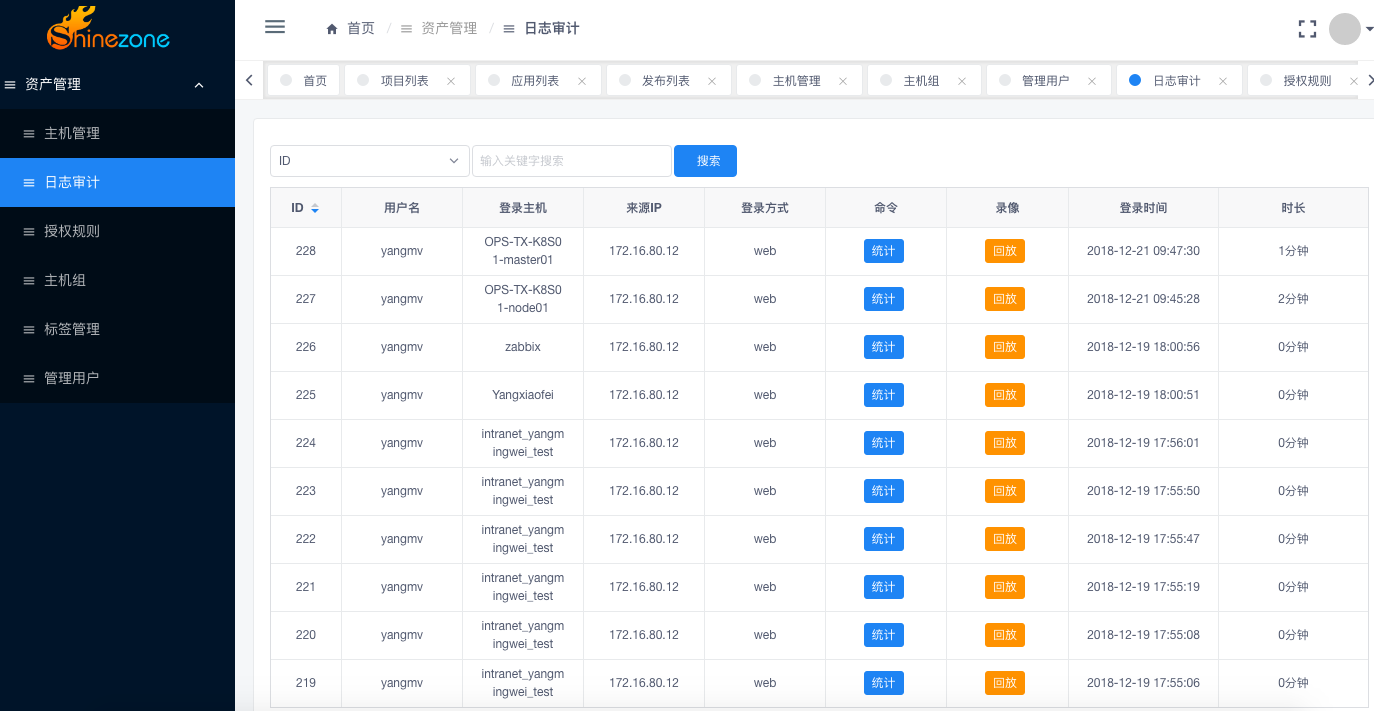 Shinezone
首页 / 资产管理 / 日志审计
资产管理
主机管理
日志审计
授权规则
主机组
标签管理
管理用户
首页 项目列表 应用列表 发布列表 主机管理 主机组 管理用户 日志审计 授权规则
ID 输入关键字搜索 搜索
ID 用户名 登录主机 来源IP 登录方式 命令 录像 登录时间 时长
228 yangmv OPS-TX-K8S0 172.16.80.12 web 统计 回放 2018-12-21 09:47:30 1分钟
1-master01
227 yangmv OPS-TX-K8S0 172.16.80.12 web 统计 回放 2018-12-21 09:45:28 2分钟
1-node01
226 yangmv zabbix 172.16.80.12 web 统计 回放 2018-12-19 18:00:56 0分钟
225 yangmv Yangxiaofei 172.16.80.12 web 统计 回放 2018-12-19 18:00:51 0分钟
224 yangmv intranet_yangm 172.16.80.12 web 统计 回放 2018-12-19 17:56:01 0分钟
ingwei_test
223 yangmv intranet_yangm 172.16.80.12 web 统计 回放 2018-12-19 17:55:50 0分钟
ingwei_test
222 yangmv intranet_yangm 172.16.80.12 web 统计 回放 2018-12-19 17:55:47 0分钟
ingwei_test
221 yangmv intranet_yangm 172.16.80.12 web 统计 回放 2018-12-19 17:55:19 0分钟
ingwei_test
220 yangmv intranet_yangm 172.16.80.12 web 统计 回放 2018-12-19 17:55:08 0分钟
ingwei_test
219 yangmv intranet_yangm 172.16.80.12 web 统计 回放 2018-12-19 17:55:06 0分钟
ingwei_test